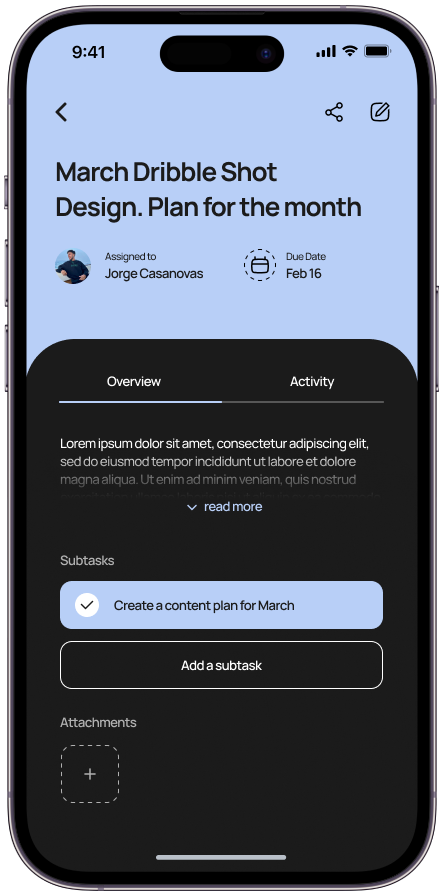 9:41
March Dribble Shot
Design. Plan for the month
Assigned to
Jorge Casanovas
Due Date
Feb 16
Overview
Activity
Lorem ipsum dolor sit amet, consectetur adipiscing elit,
sed do eiusmod tempor incididunt ut labore et dolore
magna aliqua. Ut enim ad minim veniam, quis nostrud
read more
Subtasks
Create a content plan for March
Add a subtask
Attachments